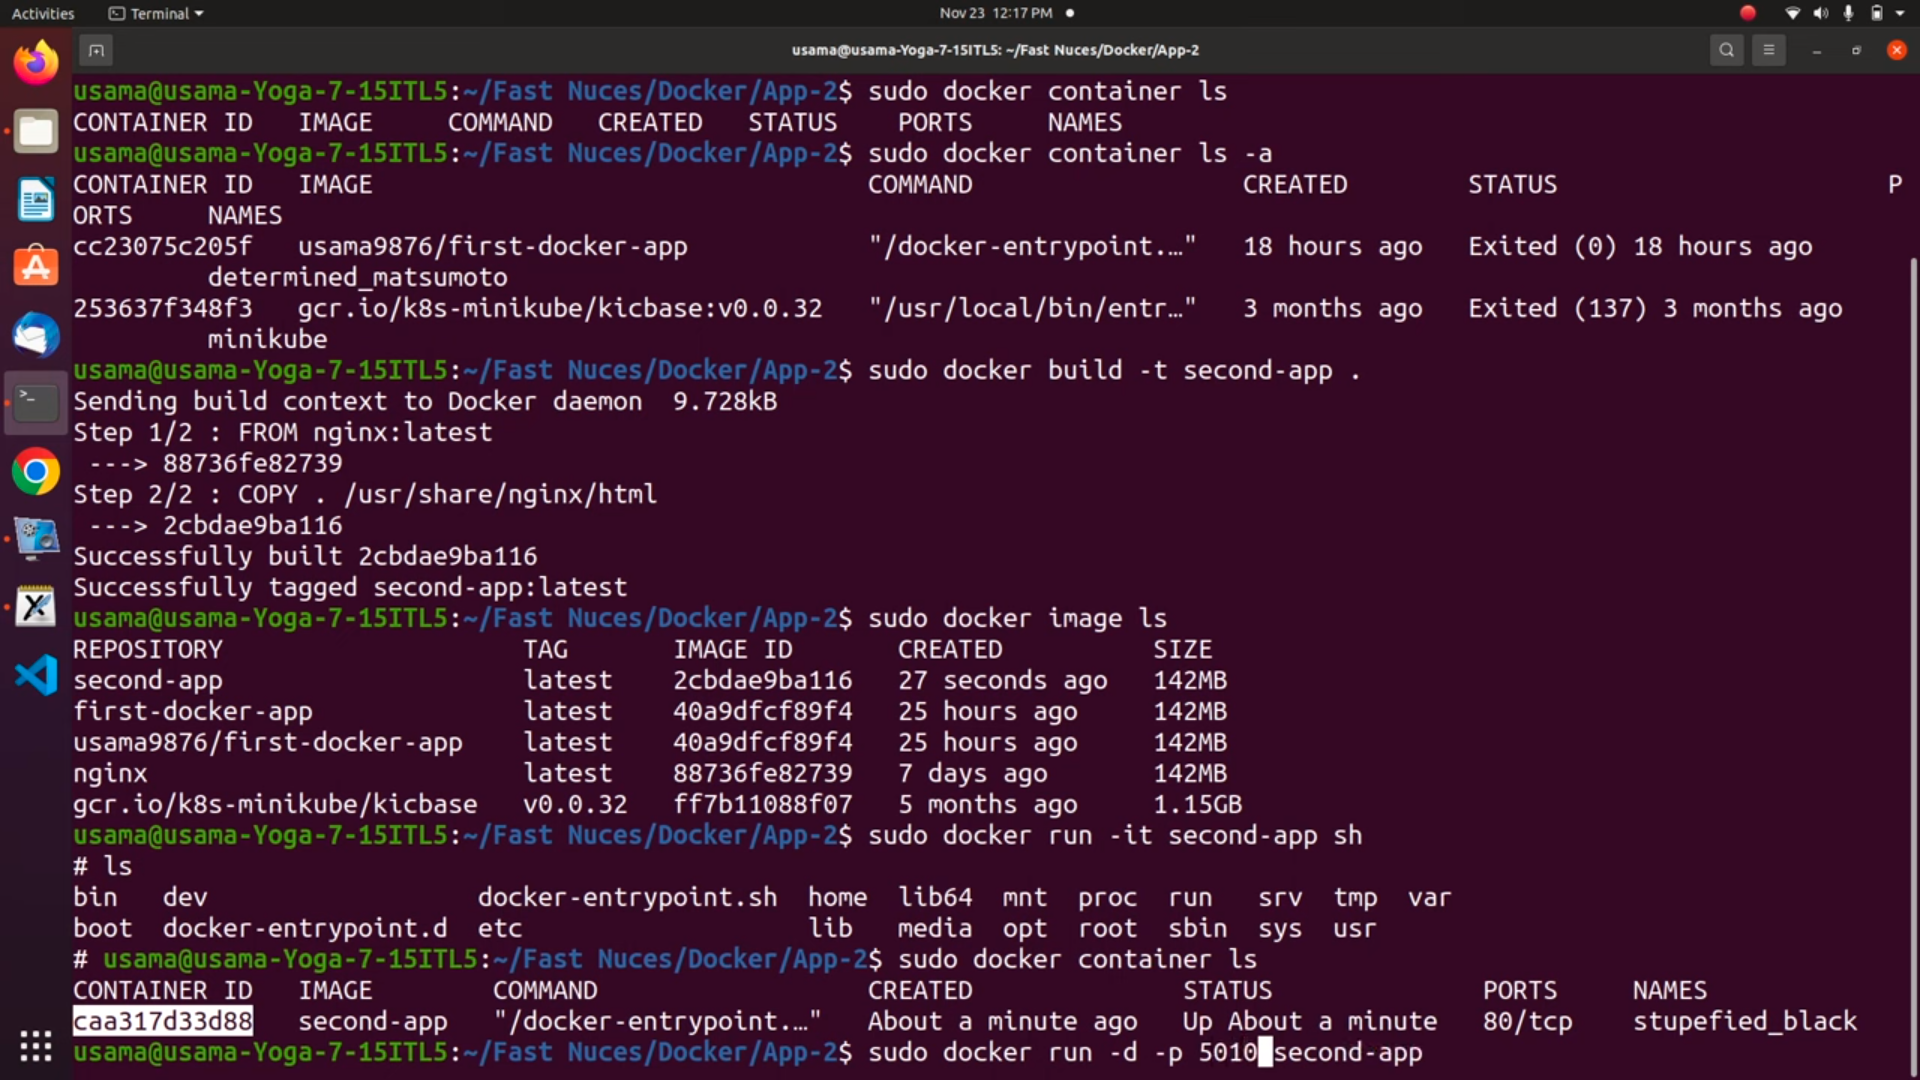 Activities Terminal Nov 23 12:17 PM
usama@usama-Yoga-7-15ITL5: ~/Fast Nuces/Docker/App-2
usama@usama-Yoga-7-15ITL5:~/Fast Nuces/Docker/App-2$ sudo docker container ls
CONTAINER ID   IMAGE     COMMAND   CREATED   STATUS    PORTS     NAMES
usama@usama-Yoga-7-15ITL5:~/Fast Nuces/Docker/App-2$ sudo docker container ls -a
CONTAINER ID   IMAGE                                 COMMAND                  CREATED        STATUS                      P
ORTS     NAMES
cc23075c205f   usama9876/first-docker-app            "/docker-entrypoint.…"   18 hours ago   Exited (0) 18 hours ago
         determined_matsumoto
253637f348f3   gcr.io/k8s-minikube/kicbase:v0.0.32   "/usr/local/bin/entr…"   3 months ago   Exited (137) 3 months ago
         minikube
usama@usama-Yoga-7-15ITL5:~/Fast Nuces/Docker/App-2$ sudo docker build -t second-app .
Sending build context to Docker daemon  9.728kB
Step 1/2 : FROM nginx:latest
 ---> 88736fe82739
Step 2/2 : COPY . /usr/share/nginx/html
 ---> 2cbdae9ba116
Successfully built 2cbdae9ba116
Successfully tagged second-app:latest
usama@usama-Yoga-7-15ITL5:~/Fast Nuces/Docker/App-2$ sudo docker image ls
REPOSITORY                    TAG       IMAGE ID       CREATED          SIZE
second-app                    latest    2cbdae9ba116   27 seconds ago   142MB
first-docker-app              latest    40a9dfcf89f4   25 hours ago     142MB
usama9876/first-docker-app    latest    40a9dfcf89f4   25 hours ago     142MB
nginx                         latest    88736fe82739   7 days ago       142MB
gcr.io/k8s-minikube/kicbase   v0.0.32   ff7b11088f07   5 months ago     1.15GB
usama@usama-Yoga-7-15ITL5:~/Fast Nuces/Docker/App-2$ sudo docker run -it second-app sh
# ls
bin   dev                  docker-entrypoint.sh  home  lib64  mnt  proc  run   srv  tmp  var
boot  docker-entrypoint.d  etc                   lib   media  opt  root  sbin  sys  usr
# usama@usama-Yoga-7-15ITL5:~/Fast Nuces/Docker/App-2$ sudo docker container ls
CONTAINER ID   IMAGE        COMMAND                  CREATED              STATUS              PORTS     NAMES
caa317d33d88   second-app   "/docker-entrypoint.…"   About a minute ago   Up About a minute   80/tcp    stupefied_black
usama@usama-Yoga-7-15ITL5:~/Fast Nuces/Docker/App-2$ sudo docker run -d -p 5010 second-app